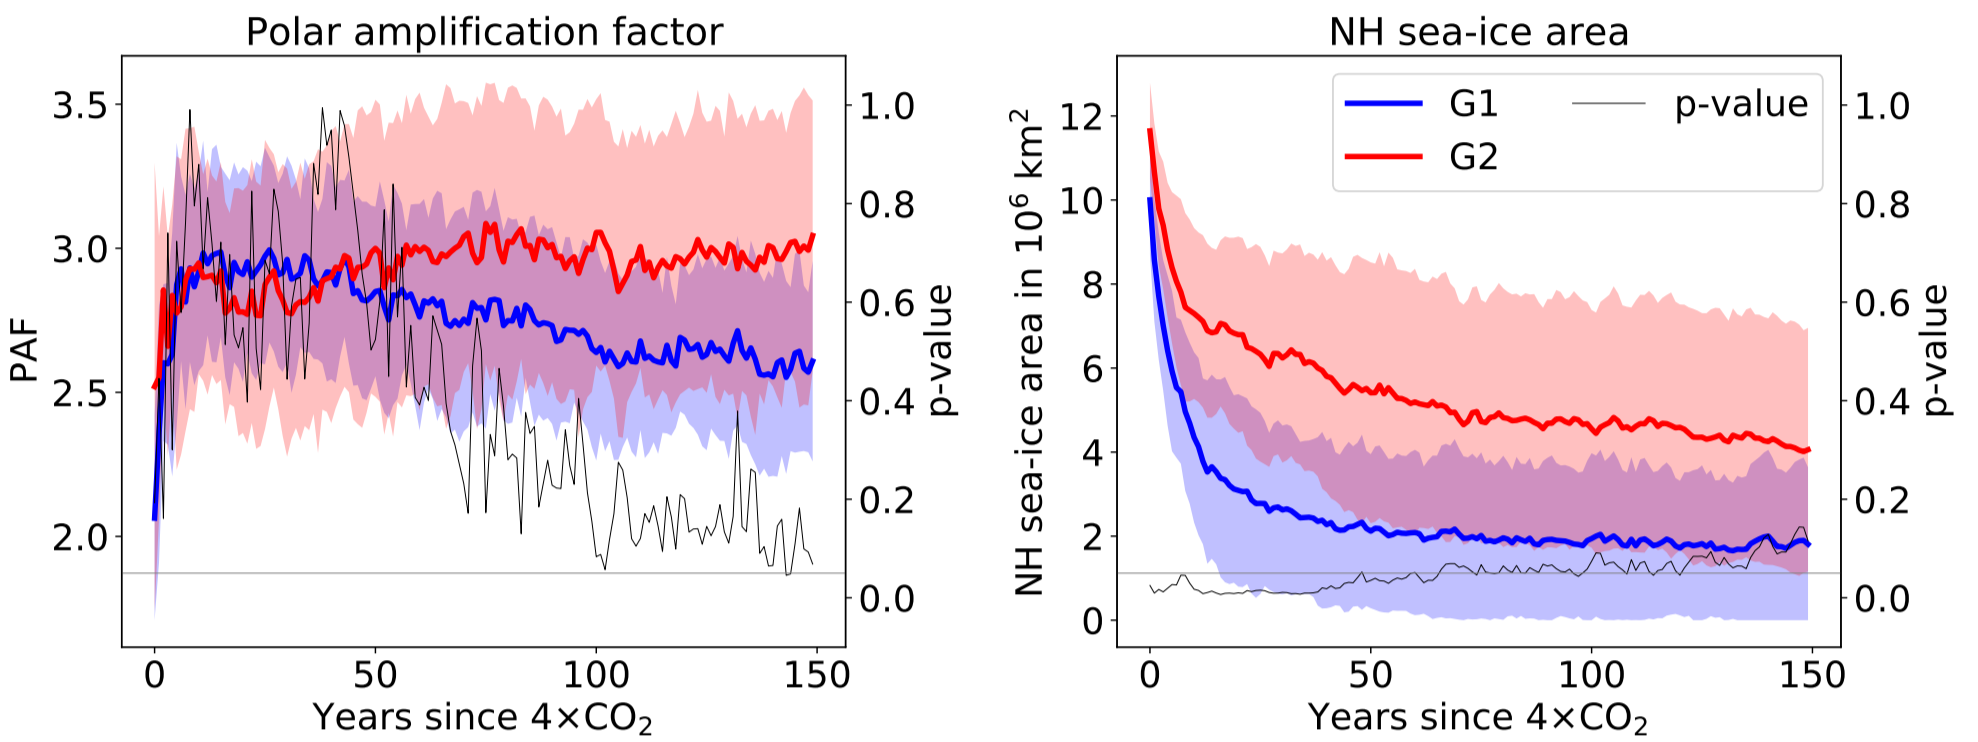 Polar amplification factor
3.5
3.0
2.5
2.0
PAF
1.0
0.8
0.6
0.4
0.2
0.0
p-value
0 50 100 150
Years since 4×CO₂
NH sea-ice area
12
10
8
6
4
2
0
NH sea-ice area in 10⁶ km²
G1
G2
p-value
1.0
0.8
0.6
0.4
0.2
0.0
p-value
0 50 100 150
Years since 4×CO₂